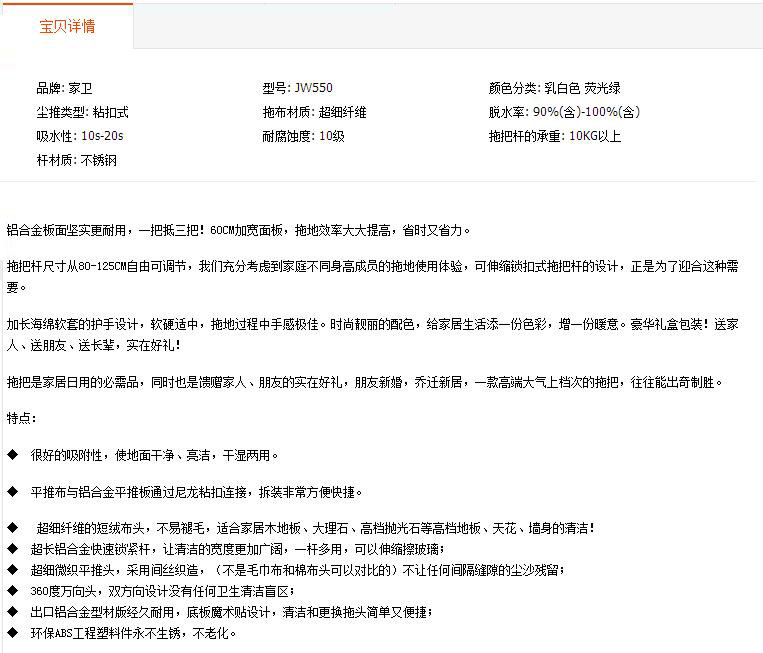 宝贝详情
品牌: 家卫 型号: JW550 颜色分类: 乳白色 荧光绿
尘推类型: 粘扣式 拖布材质: 超细纤维 脱水率: 90%(含)-100%(含)
吸水性: 10s-20s 耐腐蚀度: 10级 拖把杆的承重: 10KG以上
杆材质: 不锈钢
铝合金板面坚实更耐用，一把抵三把！60CM加宽面板，拖地效率大大提高，省时又省力。
拖把杆尺寸从80-125CM自由可调节，我们充分考虑到家庭不同身高成员的拖地使用体验，可伸缩锁扣式拖把杆的设计，正是为了迎合这种需
要。
加长海绵软套的护手设计，软硬适中，拖地过程中手感极佳。时尚靓丽的配色，给家居生活添一份色彩，增一份暖意。豪华礼盒包装！送家
人、送朋友、送长辈，实在好礼！
拖把是家居日用的必需品，同时也是馈赠家人、朋友的实在好礼，朋友新婚，乔迁新居，一款高端大气上档次的拖把，往往能出奇制胜。
特点：
◆ 很好的吸附性，使地面干净、亮洁，干湿两用。
◆ 平推布与铝合金平推板通过尼龙粘扣连接，拆装非常方便快捷。
◆ 超细纤维的短绒布头，不易褪毛，适合家居木地板、大理石、高档抛光石等高档地板、天花、墙身的清洁！
◆ 超长铝合金快速锁紧杆，让清洁的宽度更加广阔，一杆多用，可以伸缩擦玻璃；
◆ 超细微织平推头，采用间丝织造，（不是毛巾布和棉布头可以对比的）不让任何间隔缝隙的尘沙残留；
◆ 360度万向头，双方向设计没有任何卫生清洁盲区；
◆ 出口铝合金型材版经久耐用，底板魔术贴设计，清洁和更换拖头简单又便捷；
◆ 环保ABS工程塑料件永不生锈，不老化。